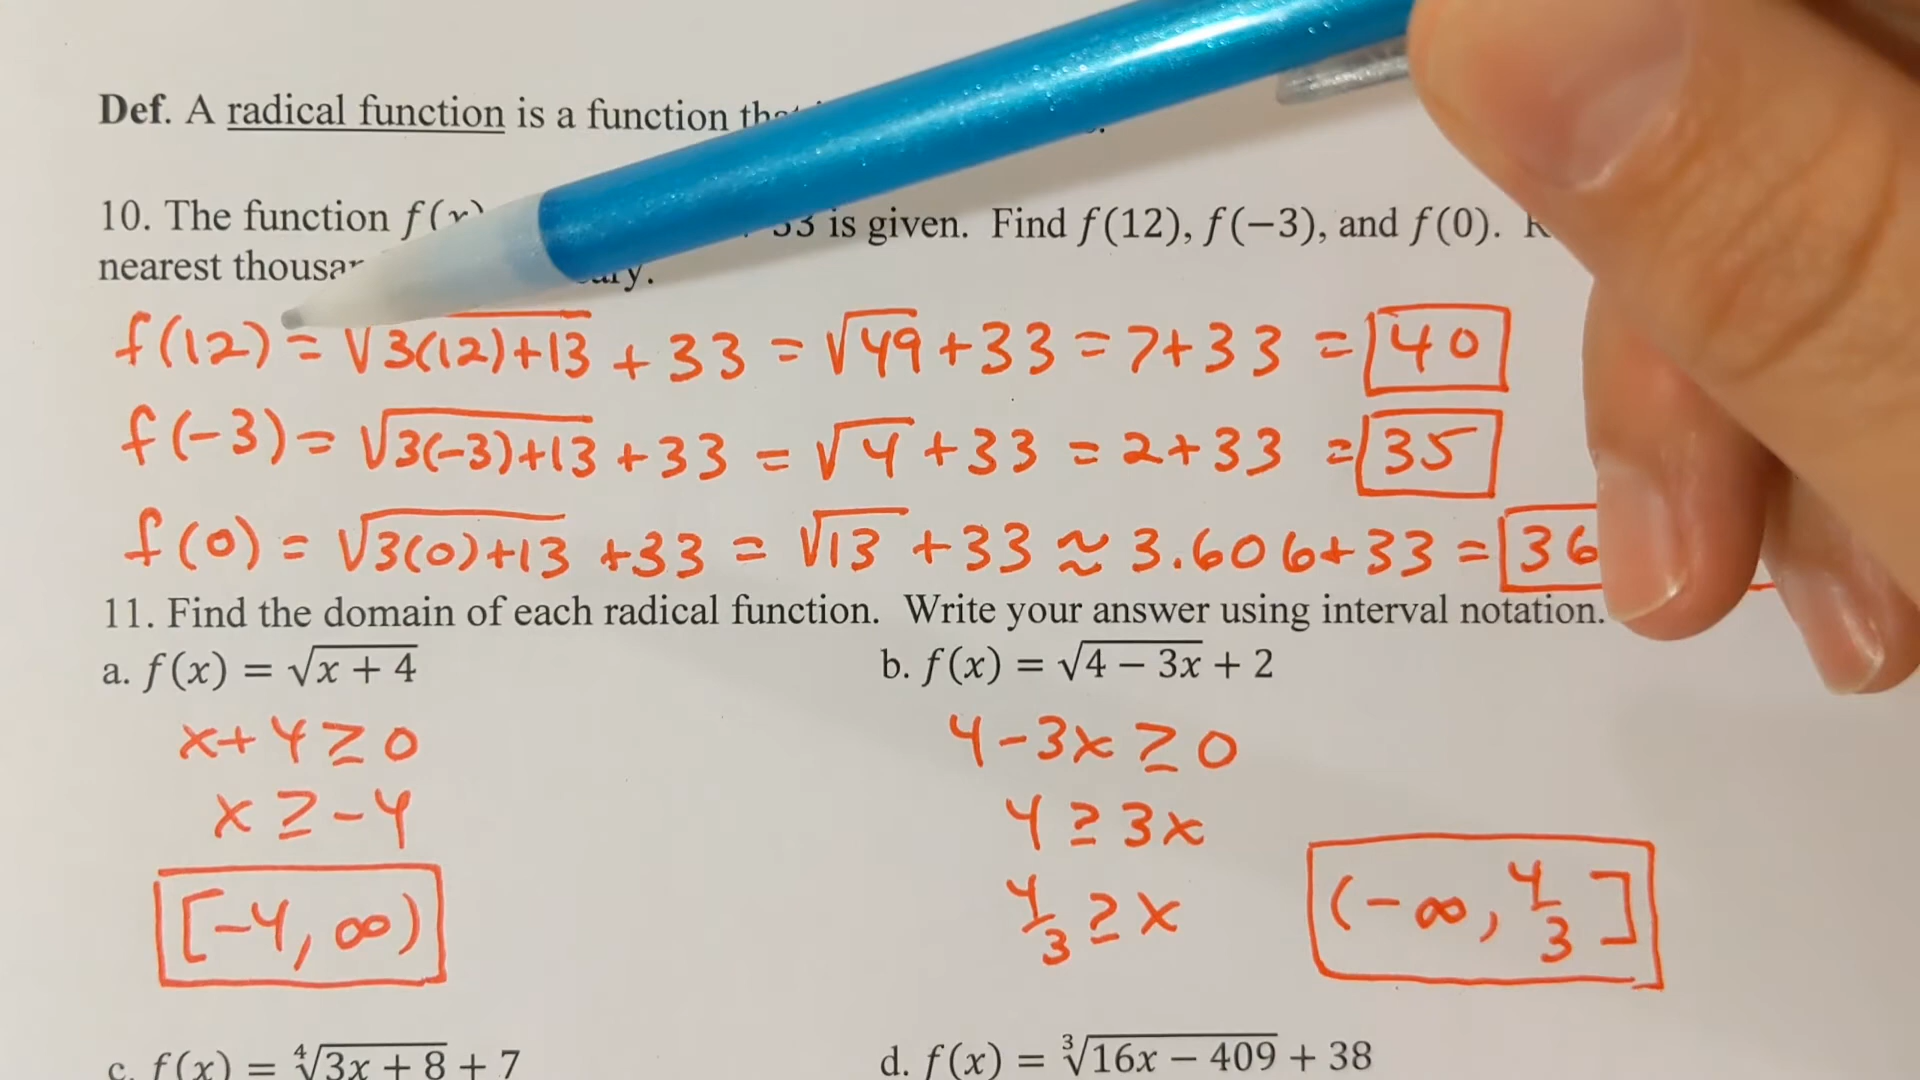 Def. A radical function is a function
10. The function 33 is given. Find f(12), f(−3), and f(0).
nearest
f(12) = √3(12)+13 + 33 = √49 + 33 = 7+33 = 40
f(-3) = √3(-3)+13 + 33 = √4 + 33 = 2+33 = 35
f(0) = √3(0)+13 +33 = √13 + 33 ≈ 3.606+33 = 36
11. Find the domain of each radical function. Write your answer using interval notation.
a. f(x) = √x + 4
b. f(x) = √4 − 3x + 2
x+4≥0
x≥-4
[-4, ∞)
4-3x≥0
4≥3x
4/3≥x
(-∞, 4/3]
c. f(x) = ∜3x + 8 + 7
d. f(x) = ∛16x − 409 + 38